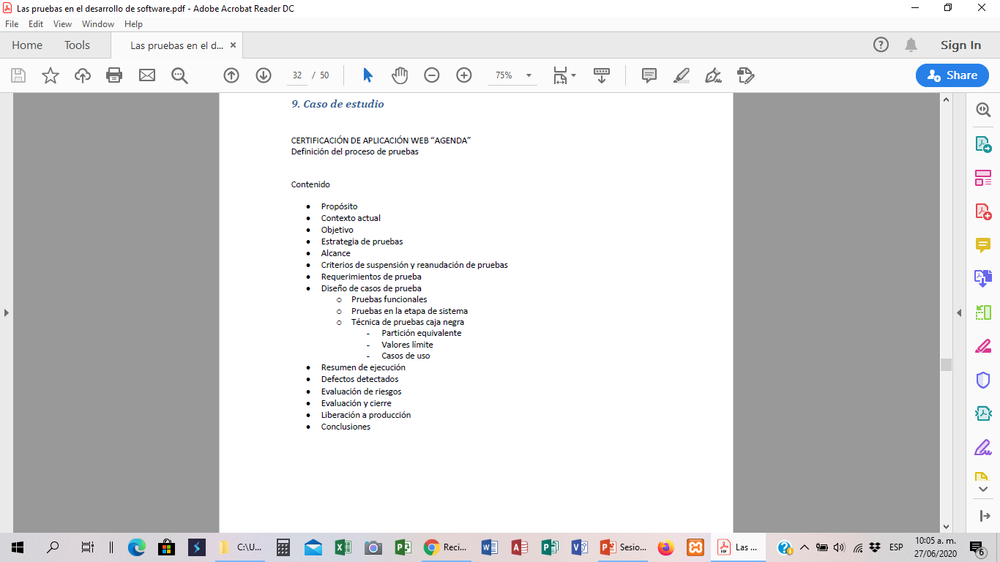 Las pruebas en el desarrollo de software.pdf - Adobe Acrobat Reader DC
File Edit View Window Help
Home Tools Las pruebas en el d... × Sign In
32 / 50 75% Share
9. Caso de estudio
CERTIFICACIÓN DE APLICACIÓN WEB “AGENDA”
Definición del proceso de pruebas
Contenido
• Propósito
• Contexto actual
• Objetivo
• Estrategia de pruebas
• Alcance
• Criterios de suspensión y reanudación de pruebas
• Requerimientos de prueba
• Diseño de casos de prueba
o Pruebas funcionales
o Pruebas en la etapa de sistema
o Técnica de pruebas caja negra
- Partición equivalente
- Valores límite
- Casos de uso
• Resumen de ejecución
• Defectos detectados
• Evaluación de riesgos
• Evaluación y cierre
• Liberación a producción
• Conclusiones
C:\U... Reci... Sesio... Las ... ESP 10:05 a. m.
27/06/2020 6